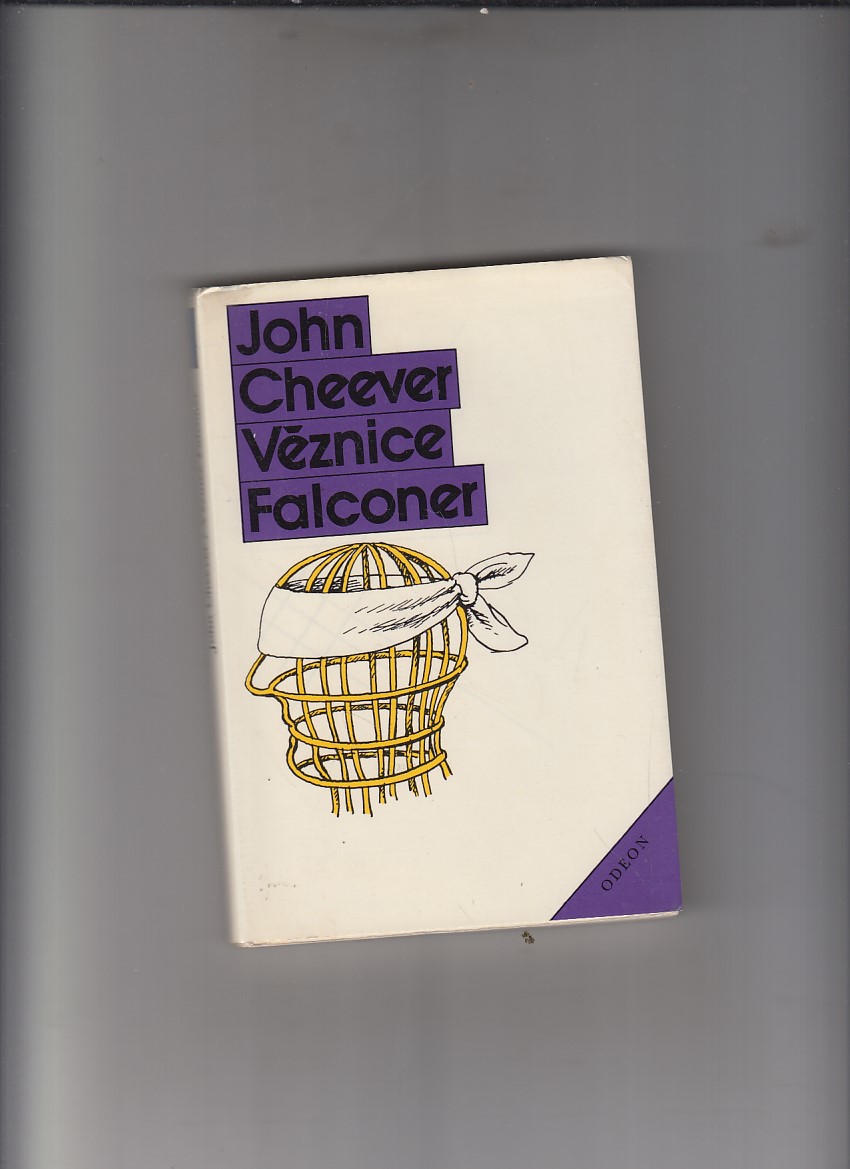 John
Cheever
Věznice
Falconer
ODEON